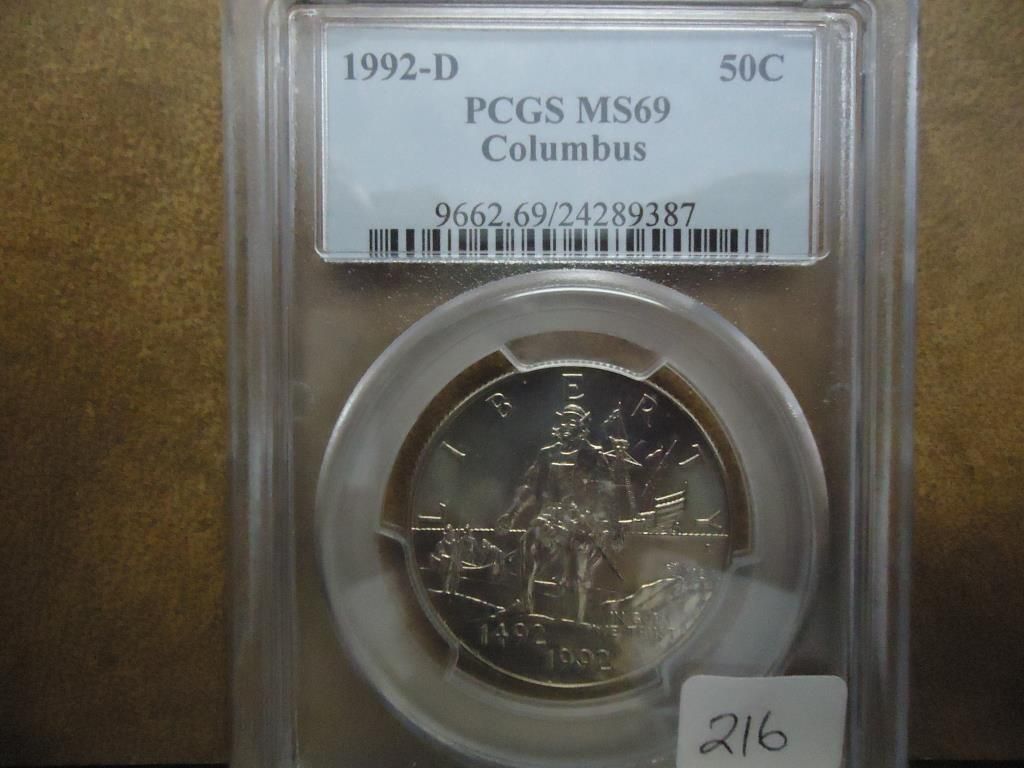 1992-D 50C
PCGS MS69
Columbus
9662.69/24289387
LIBERTY
1492
1992
216